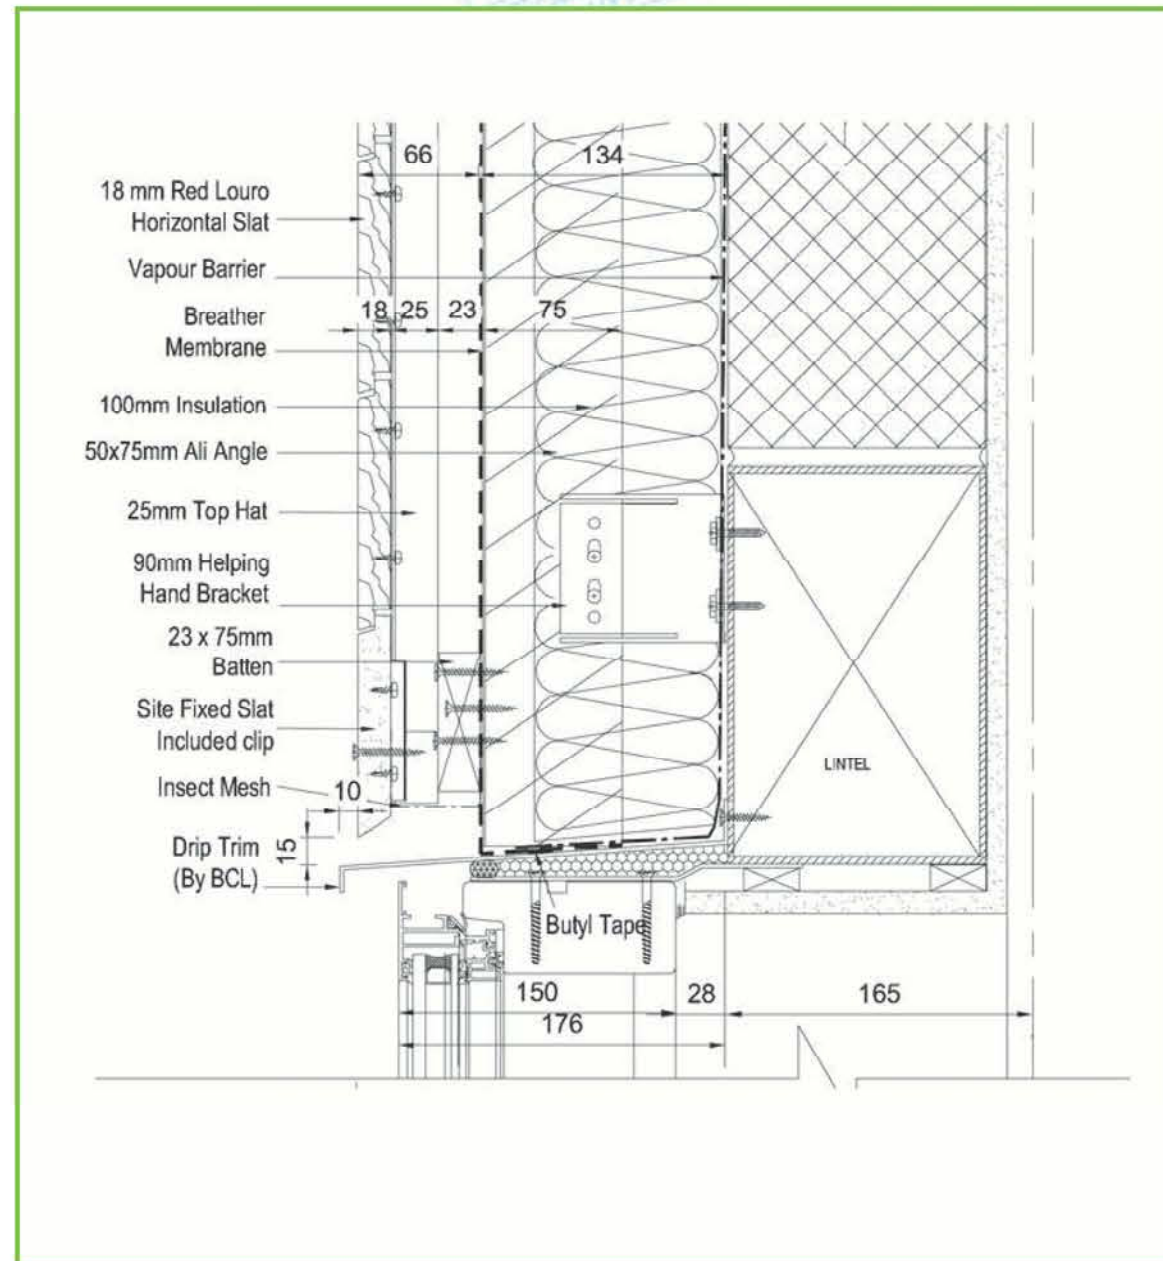 66
134
18 mm Red Louro
Horizontal Slat
Vapour Barrier
18 25 23 75
Breather
Membrane
100mm Insulation
50x75mm Ali Angle
25mm Top Hat
90mm Helping
Hand Bracket
23 x 75mm
Batten
Site Fixed Slat
Included clip
LINTEL
Insect Mesh
10
15
Drip Trim
(By BCL)
Butyl Tape
150
28
165
176